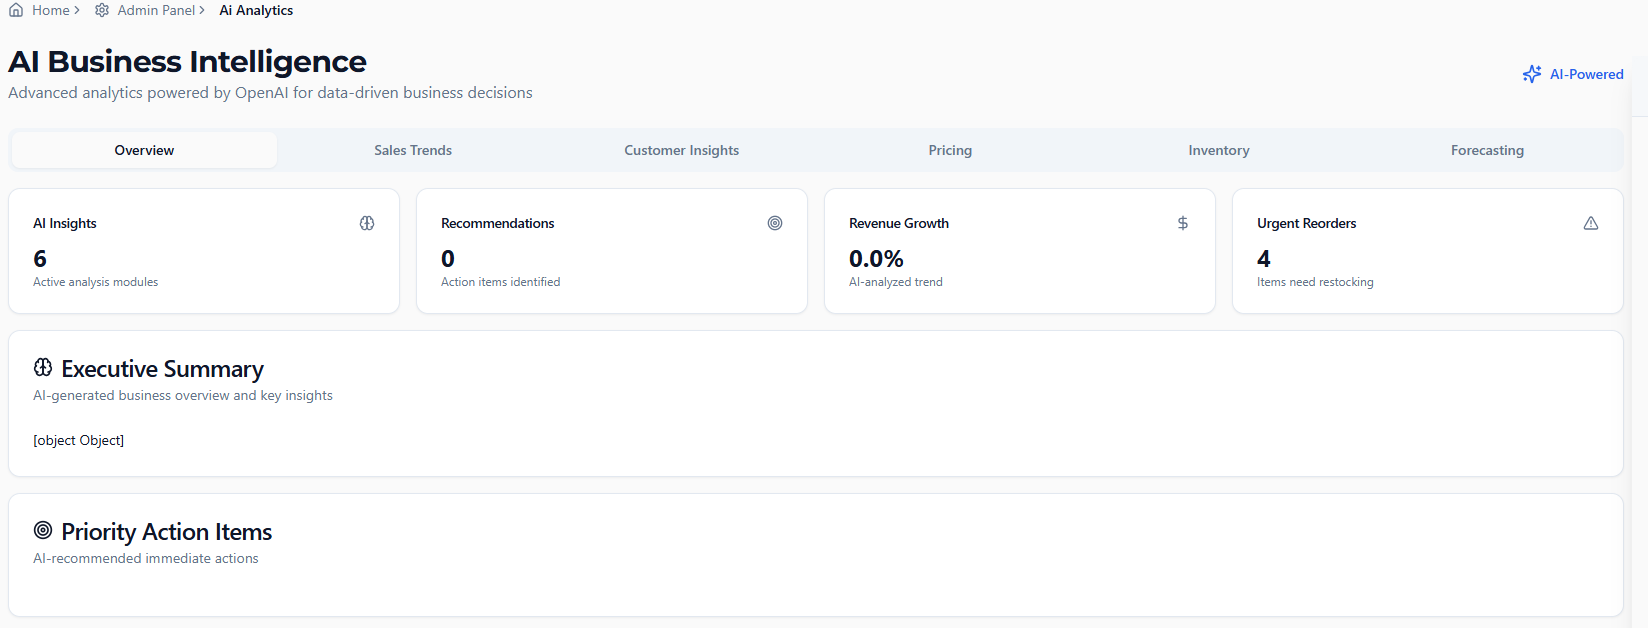 Home > Admin Panel > Ai Analytics
AI Business Intelligence
Advanced analytics powered by OpenAI for data-driven business decisions
AI-Powered
Overview Sales Trends Customer Insights Pricing Inventory Forecasting
AI Insights
6
Active analysis modules
Recommendations
0
Action items identified
Revenue Growth
$
0.0%
AI-analyzed trend
Urgent Reorders
4
Items need restocking
Executive Summary
AI-generated business overview and key insights
[object Object]
Priority Action Items
AI-recommended immediate actions